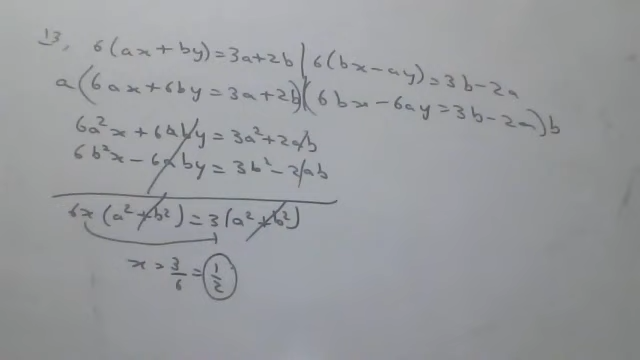 13, 6(ax + by) = 3a+2b | 6(bx - ay) = 3b - 2a
a(6ax + 6by = 3a + 2b)(6bx - 6ay = 3b - 2a)b
6a²x + 6aby = 3a² + 2ab
6b²x - 6aby = 3b² - 2ab
6x(a² + b²) = 3(a² + b²)
x = 3/6 = 1/2